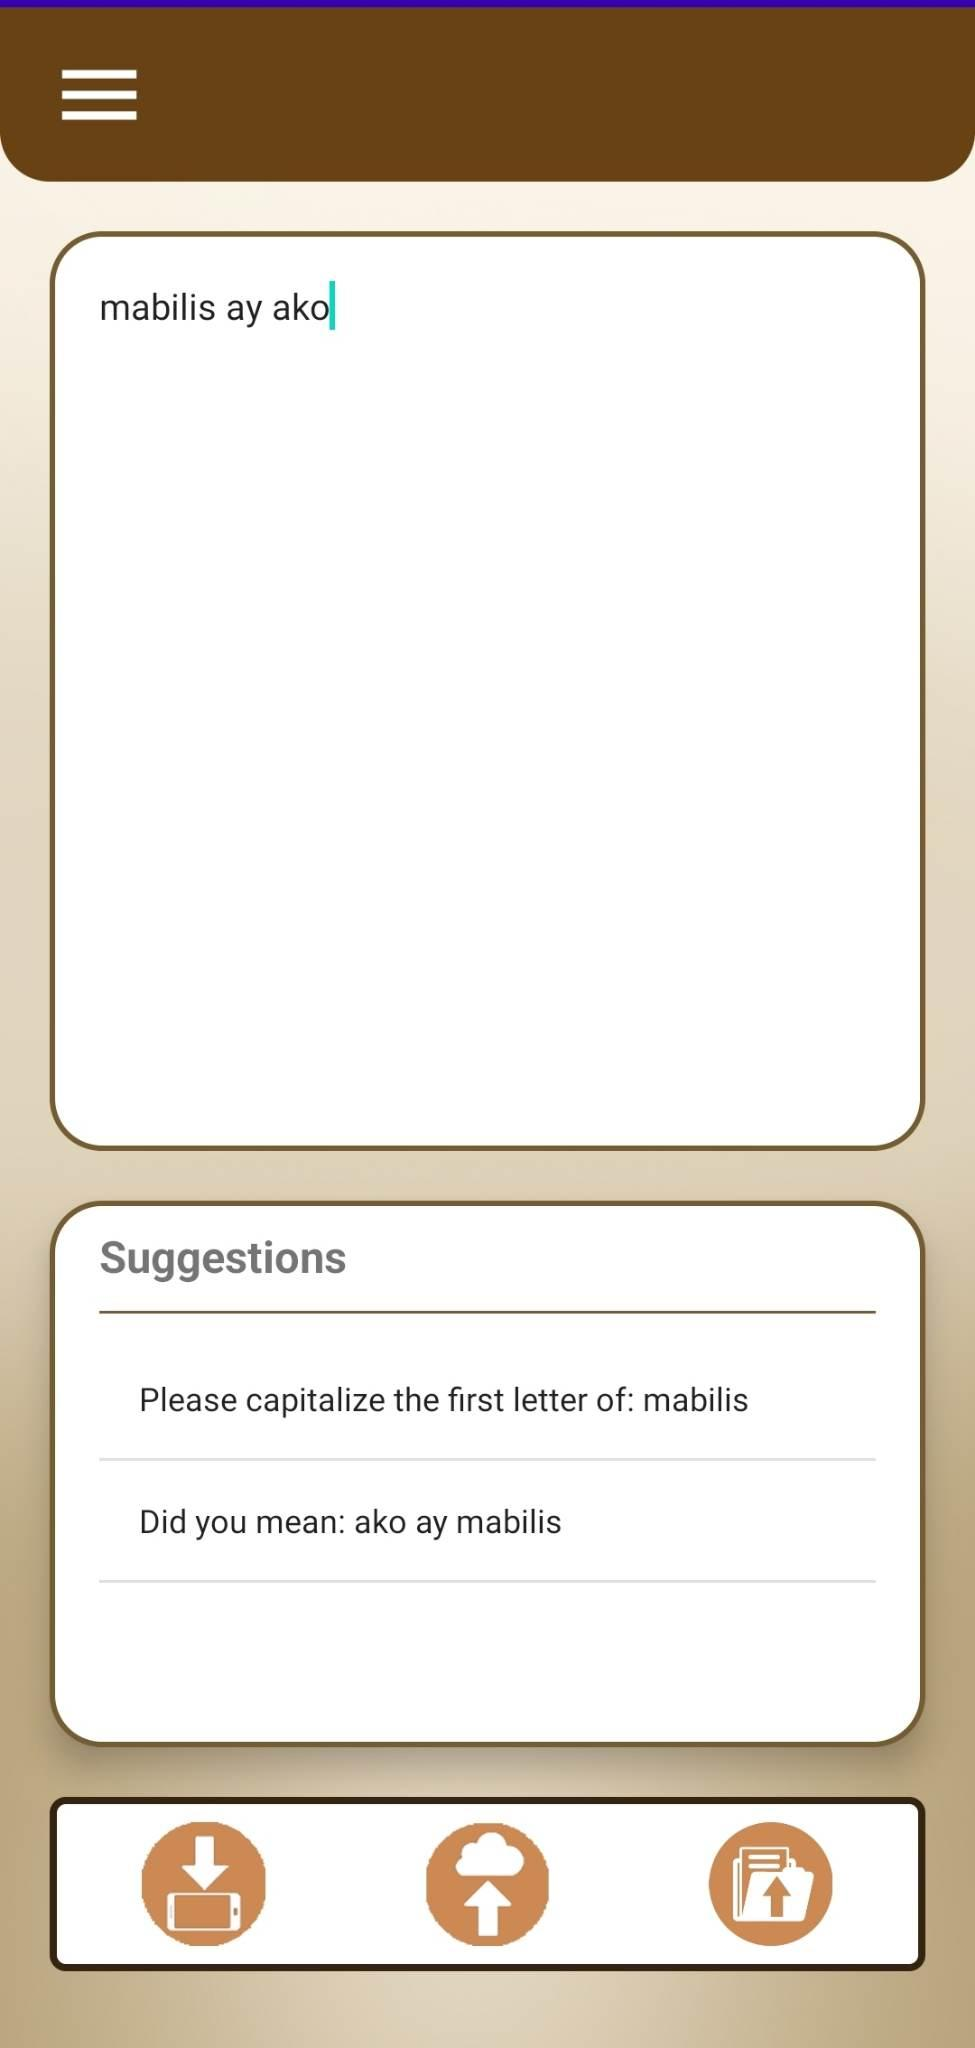 mabilis ay ako
Suggestions
Please capitalize the first letter of: mabilis
Did you mean: ako ay mabilis